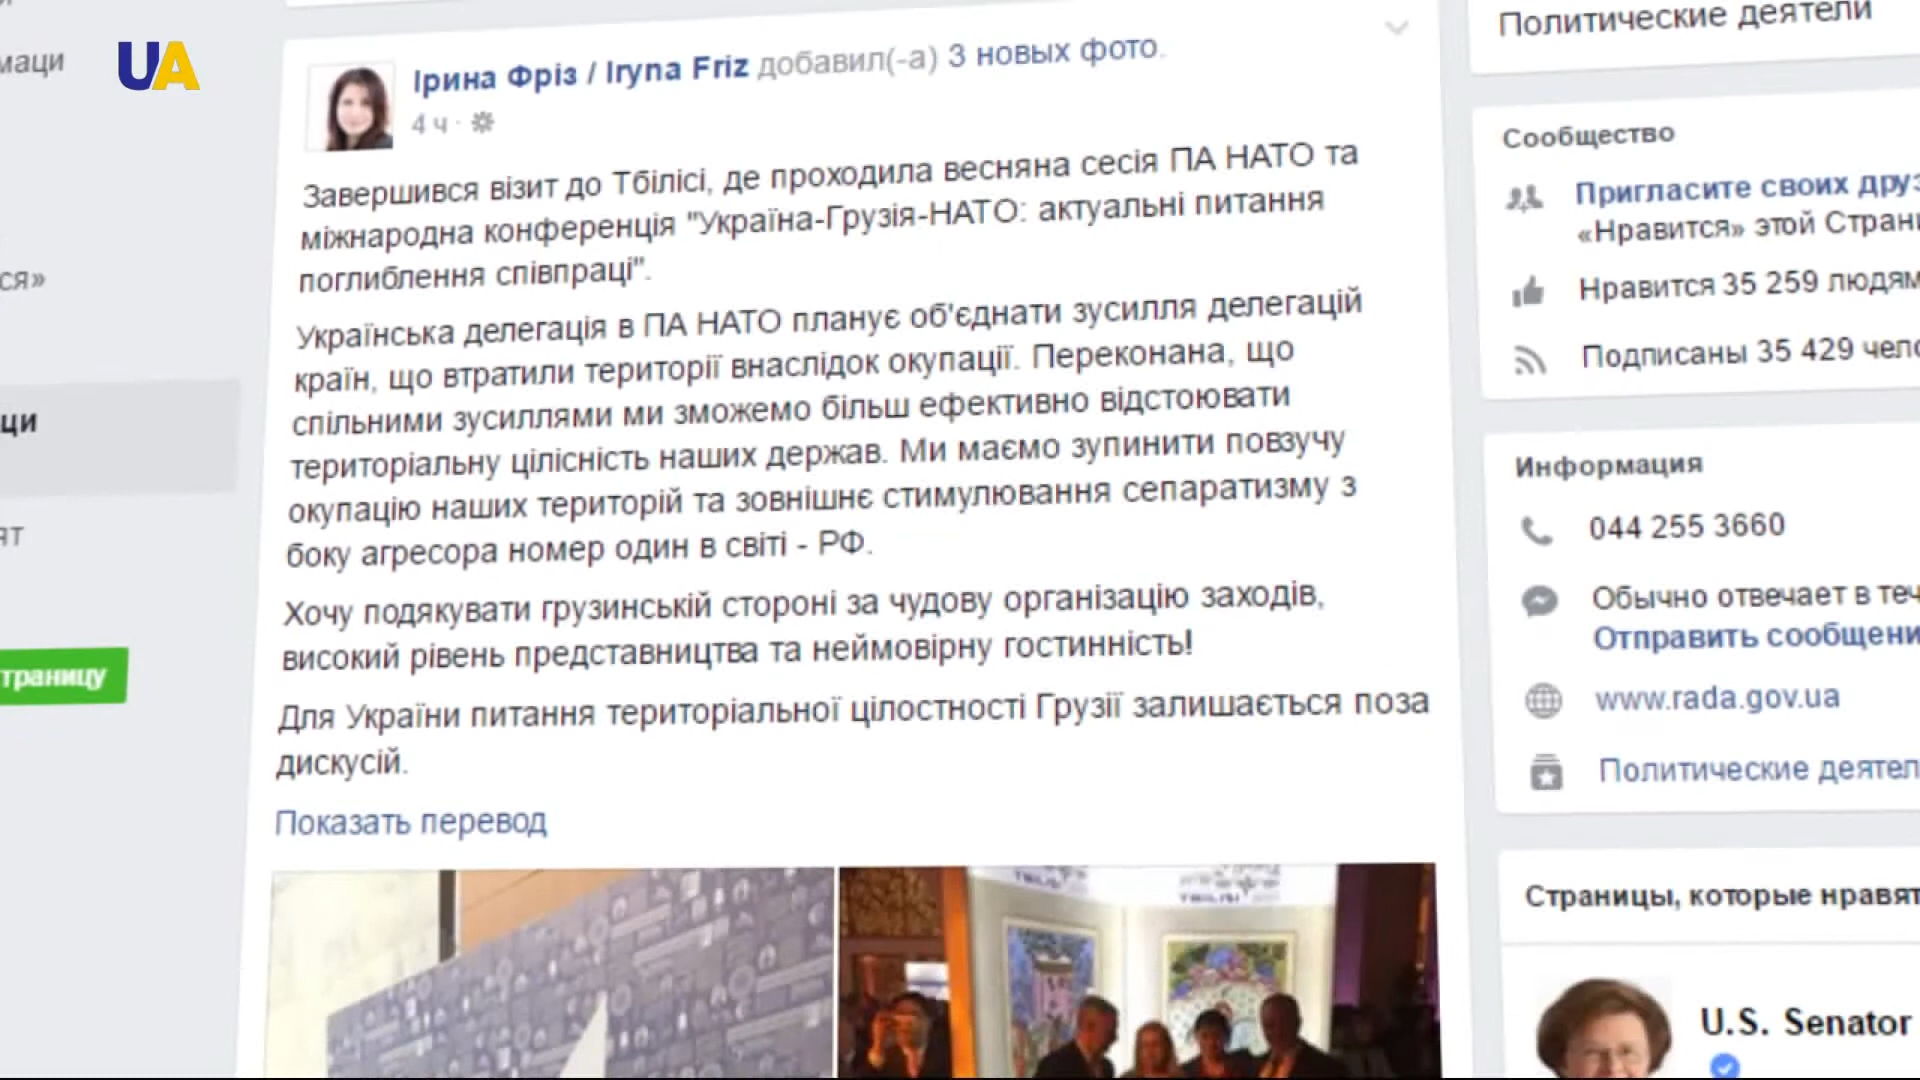 UA
маци
ся»
ци
ят
траницу
Ірина Фріз / Iryna Friz добавил(-а) 3 новых фото.
4 ч ·
Завершився візит до Тбілісі, де проходила весняна сесія ПА НАТО та
міжнародна конференція "Україна-Грузія-НАТО: актуальні питання
поглиблення співпраці".
Українська делегація в ПА НАТО планує об'єднати зусилля делегацій
країн, що втратили території внаслідок окупації. Переконана, що
спільними зусиллями ми зможемо більш ефективно відстоювати
територіальну цілісність наших держав. Ми маємо зупинити повзучу
окупацію наших територій та зовнішнє стимулювання сепаратизму з
боку агресора номер один в світі - РФ.
Хочу подякувати грузинській стороні за чудову організацію заходів,
високий рівень представництва та неймовірну гостинність!
Для України питання територіальної цілостності Грузії залишається поза
дискусій.
Показать перевод
Политические деятели
Сообщество
Пригласите своих друз
«Нравится» этой Страни
Нравится 35 259 людям
Подписаны 35 429 чело
Информация
044 255 3660
Обычно отвечает в теч
Отправить сообщени
www.rada.gov.ua
Политические деятел
Страницы, которые нравят
U.S. Senator